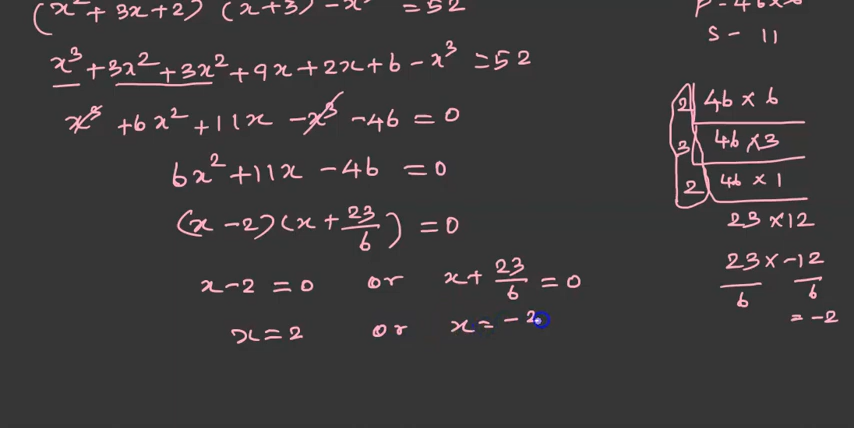 (x² + 3x + 2) (x + 3) - x³ = 52
x³ + 3x² + 3x² + 9x + 2x + 6 - x³ = 52
x³ + 6x² + 11x - x³ - 46 = 0
6x² + 11x - 46 = 0
(x - 2) (x + 23/6) = 0
x - 2 = 0 or x + 23/6 = 0
x = 2 or x = - 2
P - 46 x 6
S - 11
2 | 46 x 6
3 | 46 x 3
2 | 46 x 1
23 x 12
23/6 x -12/6
= -2